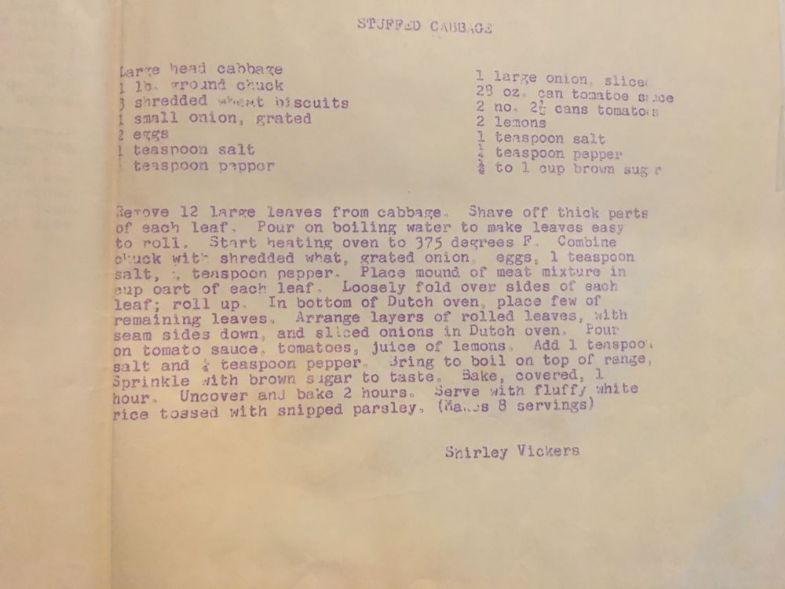 STUFFED CABBAGE
Large head cabbage
1 lb. ground chuck
3 shredded wheat biscuits
1 small onion, grated
2 eggs
1 teaspoon salt
teaspoon pepper
1 large onion, sliced
28 oz. can tomatoe sauce
2 no. 2½ cans tomatoes
2 lemons
1 teaspoon salt
¼ teaspoon pepper
to 1 cup brown sugar
Remove 12 large leaves from cabbage. Shave off thick parts
of each leaf. Pour on boiling water to make leaves easy
to roll. Start heating oven to 375 degrees F. Combine
chuck with shredded what, grated onion, eggs, 1 teaspoon
salt, teaspoon pepper. Place mound of meat mixture in
cup part of each leaf. Loosely fold over sides of each
leaf; roll up. In bottom of Dutch oven, place few of
remaining leaves. Arrange layers of rolled leaves, with
seam sides down, and sliced onions in Dutch oven. Pour
on tomato sauce, tomatoes, juice of lemons. Add 1 teaspoon
salt and ¼ teaspoon pepper. Bring to boil on top of range,
Sprinkle with brown sugar to taste. Bake, covered, 1
hour. Uncover and bake 2 hours. Serve with fluffy white
rice tossed with snipped parsley. (Makes 8 servings)
Shirley Vickers